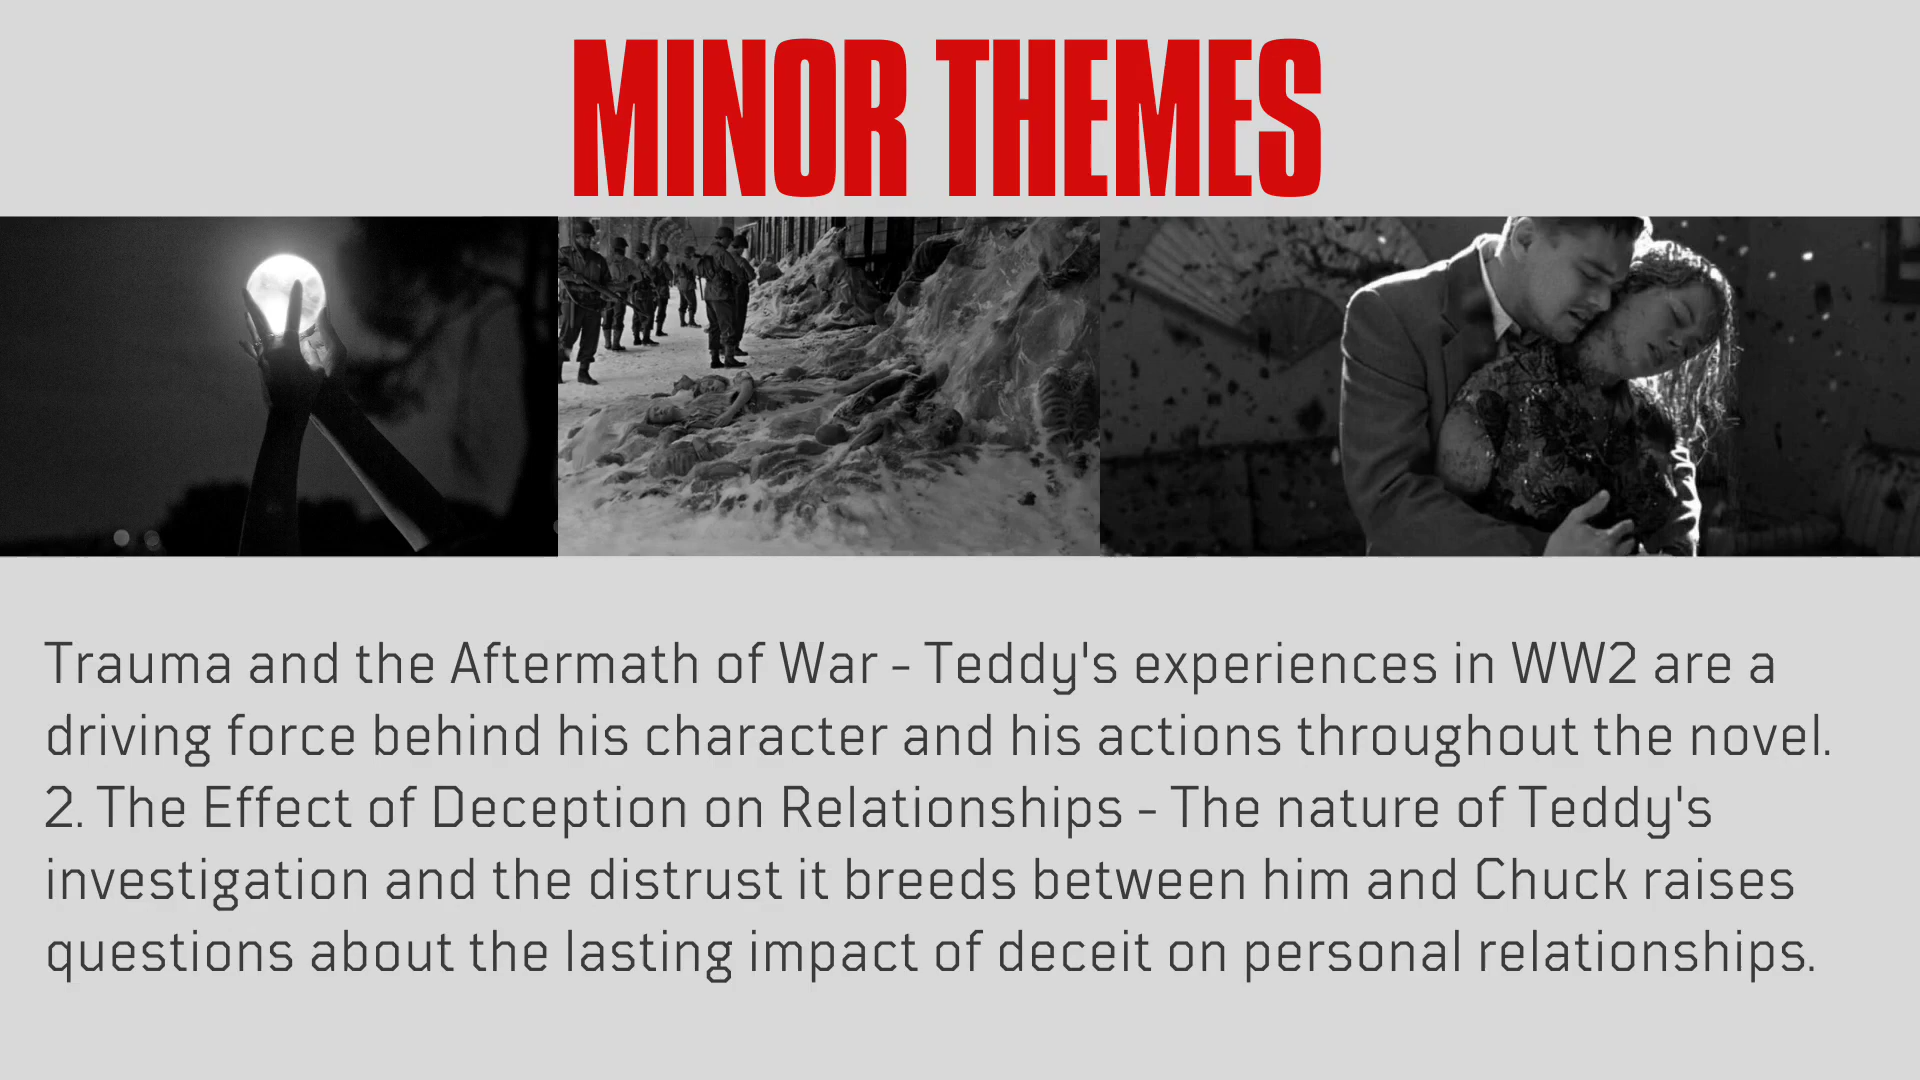 MINOR THEMES
Trauma and the Aftermath of War - Teddy's experiences in WW2 are a
driving force behind his character and his actions throughout the novel.
2. The Effect of Deception on Relationships - The nature of Teddy's
investigation and the distrust it breeds between him and Chuck raises
questions about the lasting impact of deceit on personal relationships.